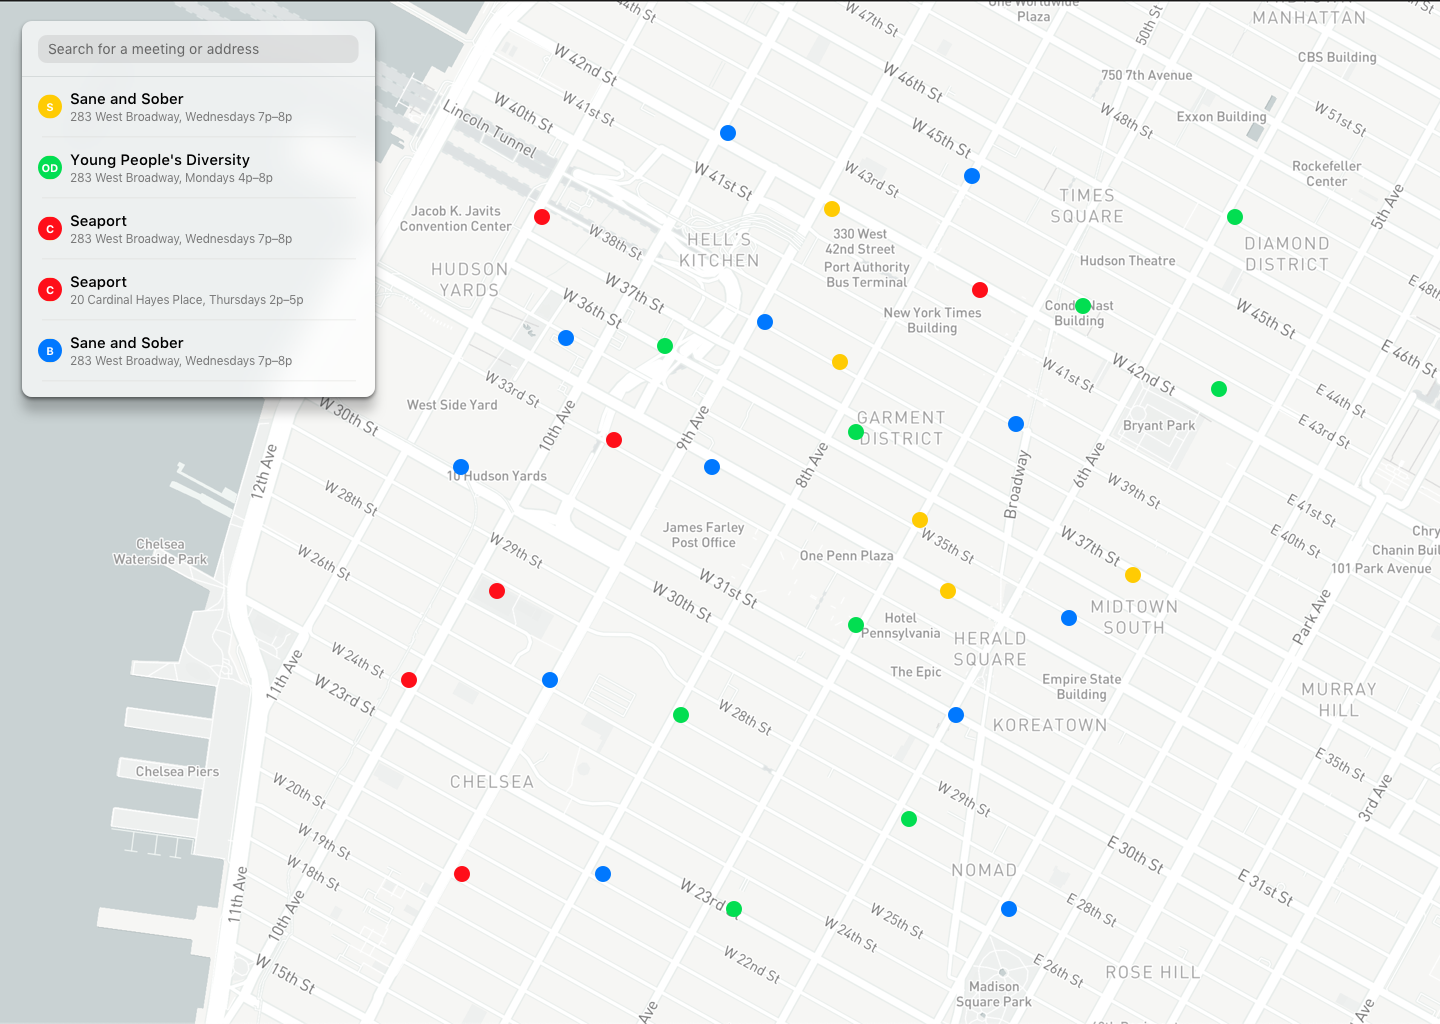 Search for a meeting or address
S
Sane and Sober
283 West Broadway, Wednesdays 7p–8p
OD
Young People's Diversity
283 West Broadway, Mondays 4p–8p
C
Seaport
283 West Broadway, Wednesdays 7p–8p
C
Seaport
20 Cardinal Hayes Place, Thursdays 2p–5p
B
Sane and Sober
283 West Broadway, Wednesdays 7p–8p
44th St
W 47th St
One Worldwide
Plaza
50th St
MANHATTAN
CBS Building
W 42nd St
W 46th St
750 7th Avenue
W 40th St
W 41st St
Lincoln Tunnel
W 45th St
W 48th St
Exxon Building
W 51st St
W 41st St
W 43rd St
Rockefeller
Center
TIMES
SQUARE
5th Ave
Jacob K. Javits
Convention Center
W 38th St
HELL'S
KITCHEN
330 West
42nd Street
Port Authority
Bus Terminal
Hudson Theatre
DIAMOND
DISTRICT
HUDSON
YARDS
W 37th St
W 36th St
New York Times
Building
Building
W 45th St
E 48th
E 46th St
W 33rd St
W 41st St
W 42nd St
E 44th St
West Side Yard
W 30th St
10th Ave
9th Ave
GARMENT
DISTRICT
Bryant Park
E 43rd St
12th Ave
10 Hudson Yards
8th Ave
Broadway
6th Ave
W 39th St
W 28th St
E 41st St
Chelsea
Waterside Park
W 26th St
W 29th St
James Farley
Post Office
One Penn Plaza
W 35th St
W 37th St
E 40th St
Chry
Chanin Buil
101 Park Avenue
W 31st St
W 30th St
Hotel
Pennsylvania
HERALD
SQUARE
MIDTOWN
SOUTH
Park Ave
W 24th St
11th Ave
W 23rd St
The Epic
Empire State
Building
MURRAY
HILL
W 28th St
KOREATOWN
Chelsea Piers
CHELSEA
E 35th St
W 20th St
W 29th St
3rd Ave
W 19th St
W 18th St
NOMAD
E 30th St
E 31st St
11th Ave
10th Ave
W 23rd
W 24th St
W 25th St
E 28th St
W 15th St
W 22nd St
E 26th St
ROSE HILL
Madison
Square Park
Ave
Ave